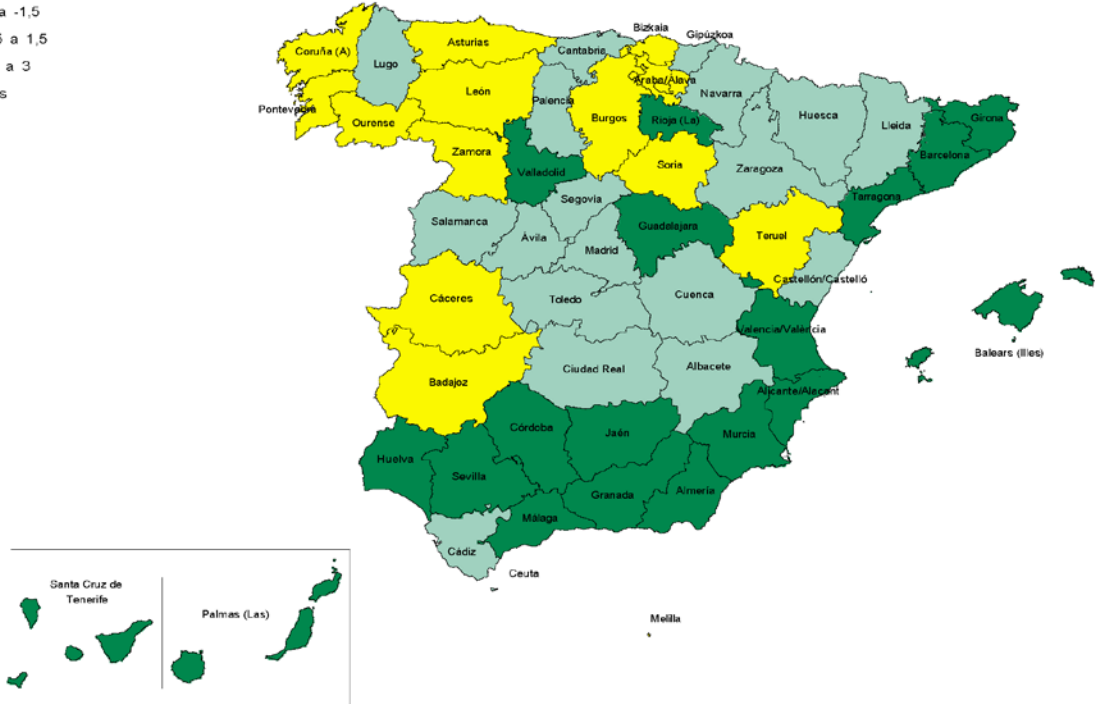 a -1,5
a 1,5
a 3
s
Bizkaia
Gipúzkoa
Coruña (A)
Asturias
Cantabria
Lugo
León
Palencia
Araba/Álava
Navarra
Pontevedra
Ourense
Burgos
Rioja (La)
Huesca
Lleida
Girona
Zamora
Valladolid
Soria
Zaragoza
Barcelona
Tarragona
Segovia
Salamanca
Ávila
Madrid
Guadalajara
Teruel
Castellón/Castelló
Cáceres
Toledo
Cuenca
Valencia/València
Balears (Illes)
Badajoz
Ciudad Real
Albacete
Alicante/Alacant
Córdoba
Jaén
Murcia
Huelva
Sevilla
Granada
Almería
Málaga
Cádiz
Ceuta
Melilla
Santa Cruz de
Tenerife
Palmas (Las)